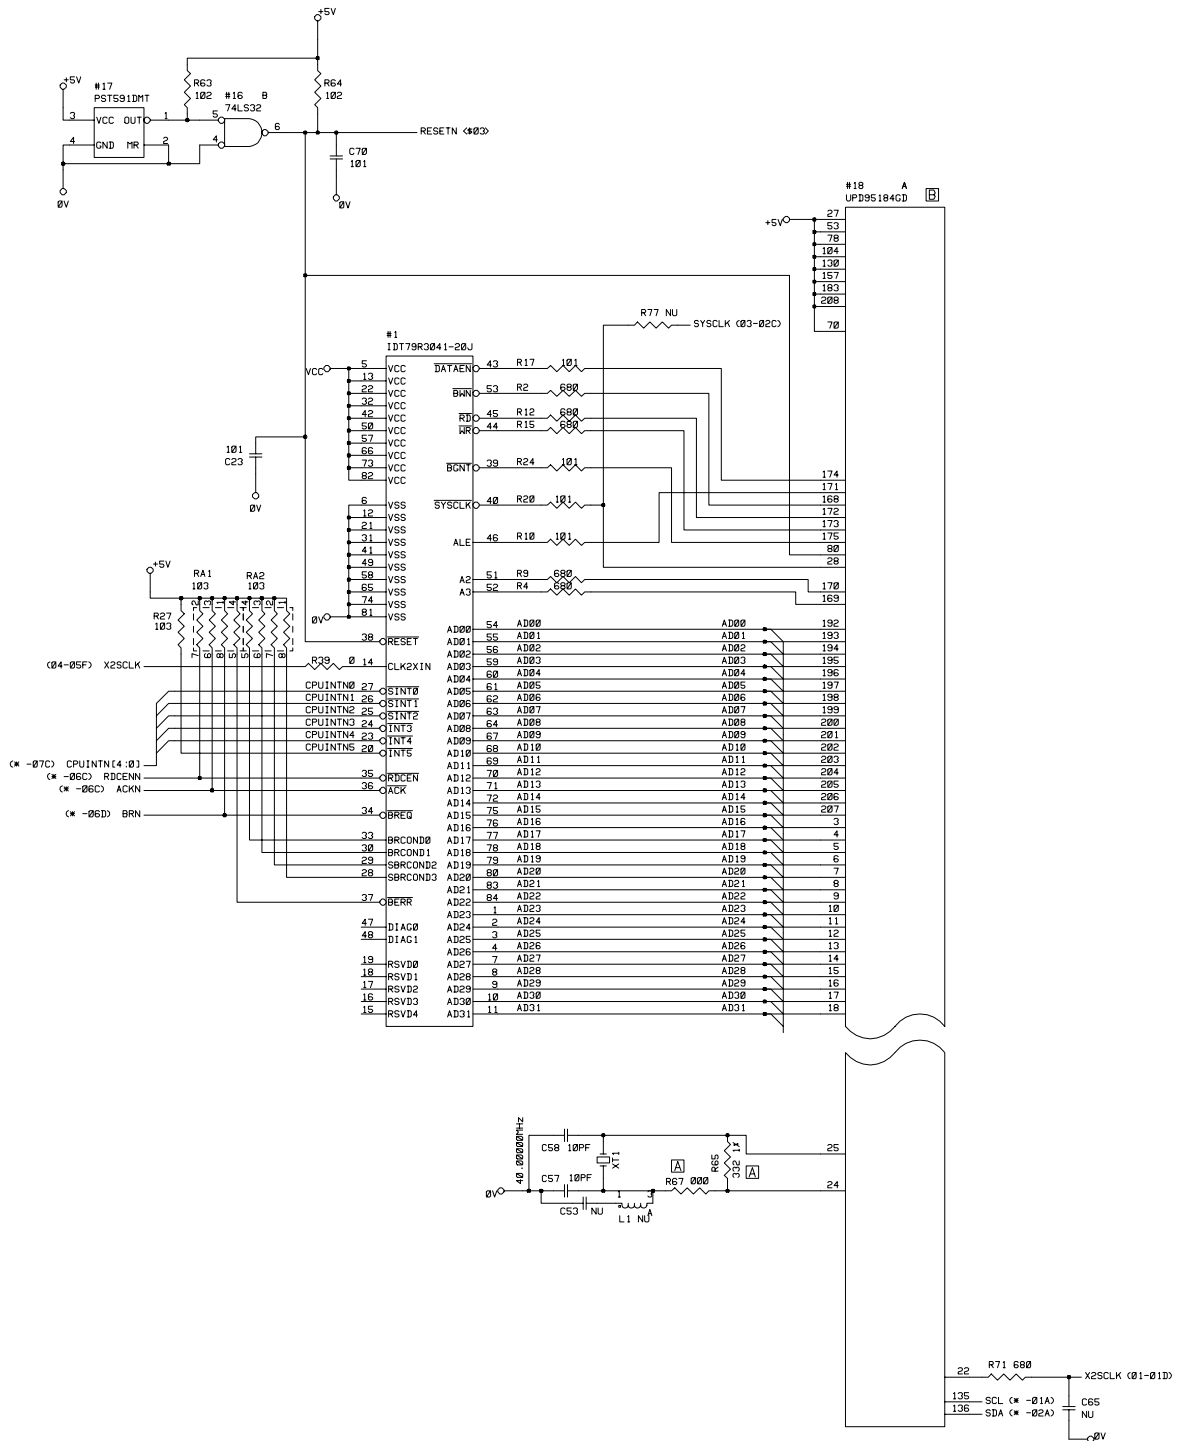 +5V
+5V
#17
PST591DMT
R63
102
#16 B
74LS32
R64
102
3 VCC OUT 1
4 GND MR 2
5
4
6
RESETN <$03>
C70
101
0V
0V
#18 A
UPD95184GD B
+5V
27
53
78
104
130
157
183
208
70
R77 NU
SYSCLK (03-02C)
#1
IDT79R3041-20J
VCC
5 VCC
13 VCC
22 VCC
32 VCC
42 VCC
50 VCC
57 VCC
66 VCC
73 VCC
82 VCC
DATAEN 43 R17 101
BWN 53 R2 680
RD 45 R12 680
WR 44 R15 680
BGNT 39 R24 101
SYSCLK 40 R20 101
ALE 46 R10 101
A2 51 R9 680
A3 52 R4 680
101
C23
0V
6 VSS
12 VSS
21 VSS
31 VSS
41 VSS
49 VSS
58 VSS
65 VSS
74 VSS
0V 81 VSS
174
171
168
172
173
175
80
28
170
169
+5V
RA1
103
RA2
103
R27
103
2 3 1 4 4 3 2 1
7 6 8 5 5 6 7 8
38 RESET
(04-05F) X2SCLK R39 0 14 CLK2XIN
CPUINTN0 27 SINT0
CPUINTN1 26 SINT1
CPUINTN2 25 SINT2
CPUINTN3 24 INT3
CPUINTN4 23 INT4
CPUINTN5 20 INT5
(* -07C) CPUINTN[4:0]
(* -06C) RDCENN 35 RDCEN
(* -06C) ACKN 36 ACK
(* -06D) BRN 34 BREQ
33 BRCOND0
30 BRCOND1
29 SBRCOND2
28 SBRCOND3
37 BERR
47 DIAG0
48 DIAG1
19 RSVD0
18 RSVD1
17 RSVD2
16 RSVD3
15 RSVD4
AD00 54 AD00 AD00 192
AD01 55 AD01 AD01 193
AD02 56 AD02 AD02 194
AD03 59 AD03 AD03 195
AD04 60 AD04 AD04 196
AD05 61 AD05 AD05 197
AD06 62 AD06 AD06 198
AD07 63 AD07 AD07 199
AD08 64 AD08 AD08 200
AD09 67 AD09 AD09 201
AD10 68 AD10 AD10 202
AD11 69 AD11 AD11 203
AD12 70 AD12 AD12 204
AD13 71 AD13 AD13 205
AD14 72 AD14 AD14 206
AD15 75 AD15 AD15 207
AD16 76 AD16 AD16 3
AD17 77 AD17 AD17 4
AD18 78 AD18 AD18 5
AD19 79 AD19 AD19 6
AD20 80 AD20 AD20 7
AD21 83 AD21 AD21 8
AD22 84 AD22 AD22 9
AD23 1 AD23 AD23 10
AD24 2 AD24 AD24 11
AD25 3 AD25 AD25 12
AD26 4 AD26 AD26 13
AD27 7 AD27 AD27 14
AD28 8 AD28 AD28 15
AD29 9 AD29 AD29 16
AD30 10 AD30 AD30 17
AD31 11 AD31 AD31 18
40.00000MHz
C58 10PF
XT1
R65
332 1%
A
25
C57 10PF
A
R67 000
24
0V
C53 NU
1 3
L1 NU A
22 R71 680
X2SCLK (01-01D)
135 SCL (* -01A)
136 SDA (* -02A)
C65
NU
0V